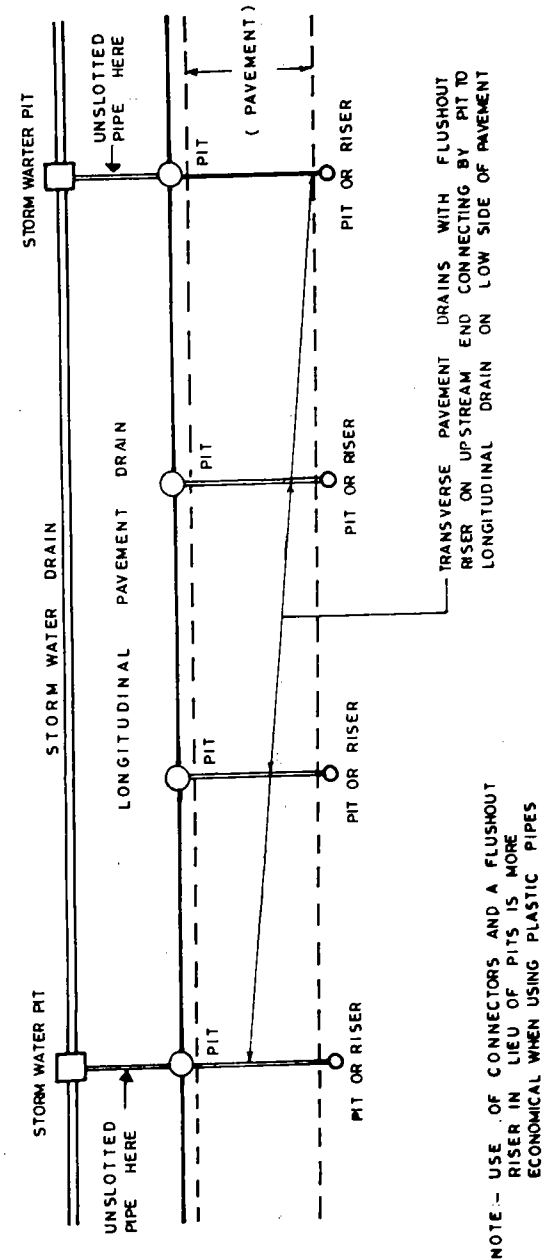 STORM WATER PIT
STORM WATER DRAIN
STORM WARTER PIT
UNSLOTTED
PIPE HERE
UNSLOTTED
PIPE HERE
LONGITUDINAL PAVEMENT DRAIN
PIT
PIT
PIT
PIT
( PAVEMENT )
PIT OR RISER
PIT OR RISER
PIT OR RISER
PIT OR RISER
TRANSVERSE PAVEMENT DRAINS WITH FLUSHOUT
RISER ON UPSTREAM END CONNECTING BY PIT TO
LONGITUDINAL DRAIN ON LOW SIDE OF PAVEMENT
NOTE:- USE OF CONNECTORS AND A FLUSHOUT
RISER IN LIEU OF PITS IS MORE
ECONOMICAL WHEN USING PLASTIC PIPES